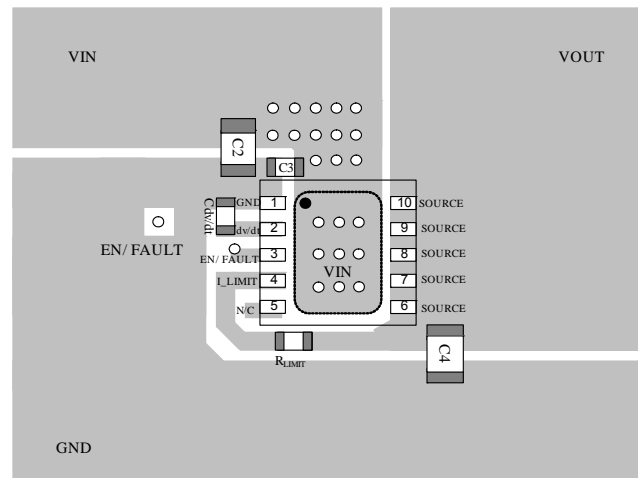 VIN
VOUT
C2
C3
Cdv/dt
GND
1
10
SOURCE
dv/dt
2
9
SOURCE
EN/ FAULT
EN/ FAULT
3
8
SOURCE
VIN
I_LIMIT
4
7
SOURCE
N/C
5
6
SOURCE
RLIMIT
C4
GND